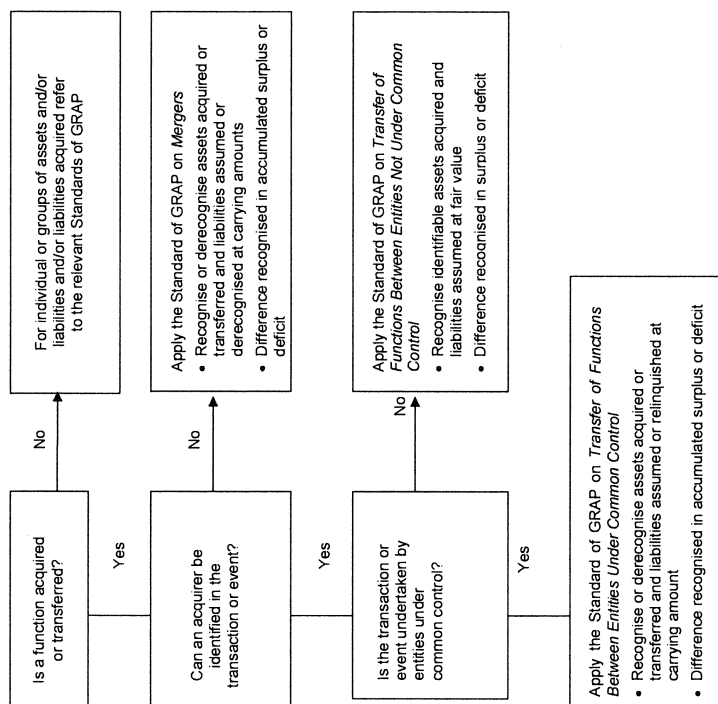 Is a function acquired
or transferred?
No
For individual or groups of assets and/or
liabilities and/or liabilities acquired refer
to the relevant Standards of GRAP
Yes
Can an acquirer be
identified in the
transaction or event?
No
Apply the Standard of GRAP on Mergers
• Recognise or derecognise assets acquired or
transferred and liabilities assumed or
derecognised at carrying amounts
• Difference recognised in accumulated surplus or
deficit
Yes
Is the transaction or
event undertaken by
entities under
common control?
No
Apply the Standard of GRAP on Transfer of
Functions Between Entities Not Under Common
Control
• Recognise identifiable assets acquired and
liabilities assumed at fair value
• Difference recognised in surplus or deficit
Yes
Apply the Standard of GRAP on Transfer of Functions
Between Entities Under Common Control
• Recognise or derecognise assets acquired or
transferred and liabilities assumed or relinquished at
carrying amount
• Difference recognised in accumulated surplus or deficit